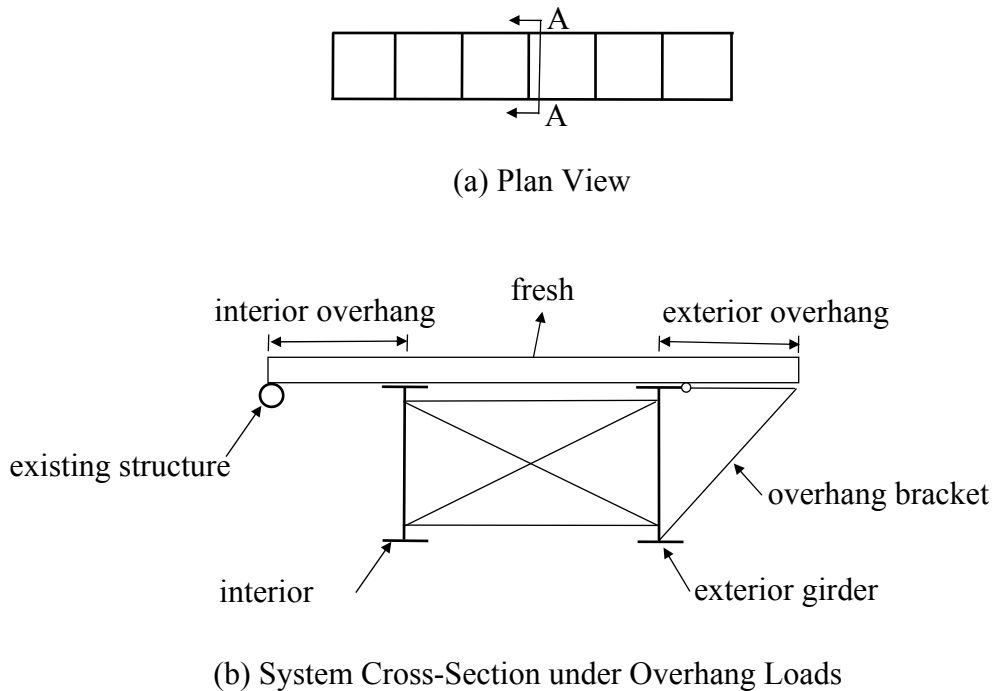 A
A
(a) Plan View
fresh
interior overhang
exterior overhang
existing structure
overhang bracket
interior
exterior girder
(b) System Cross-Section under Overhang Loads